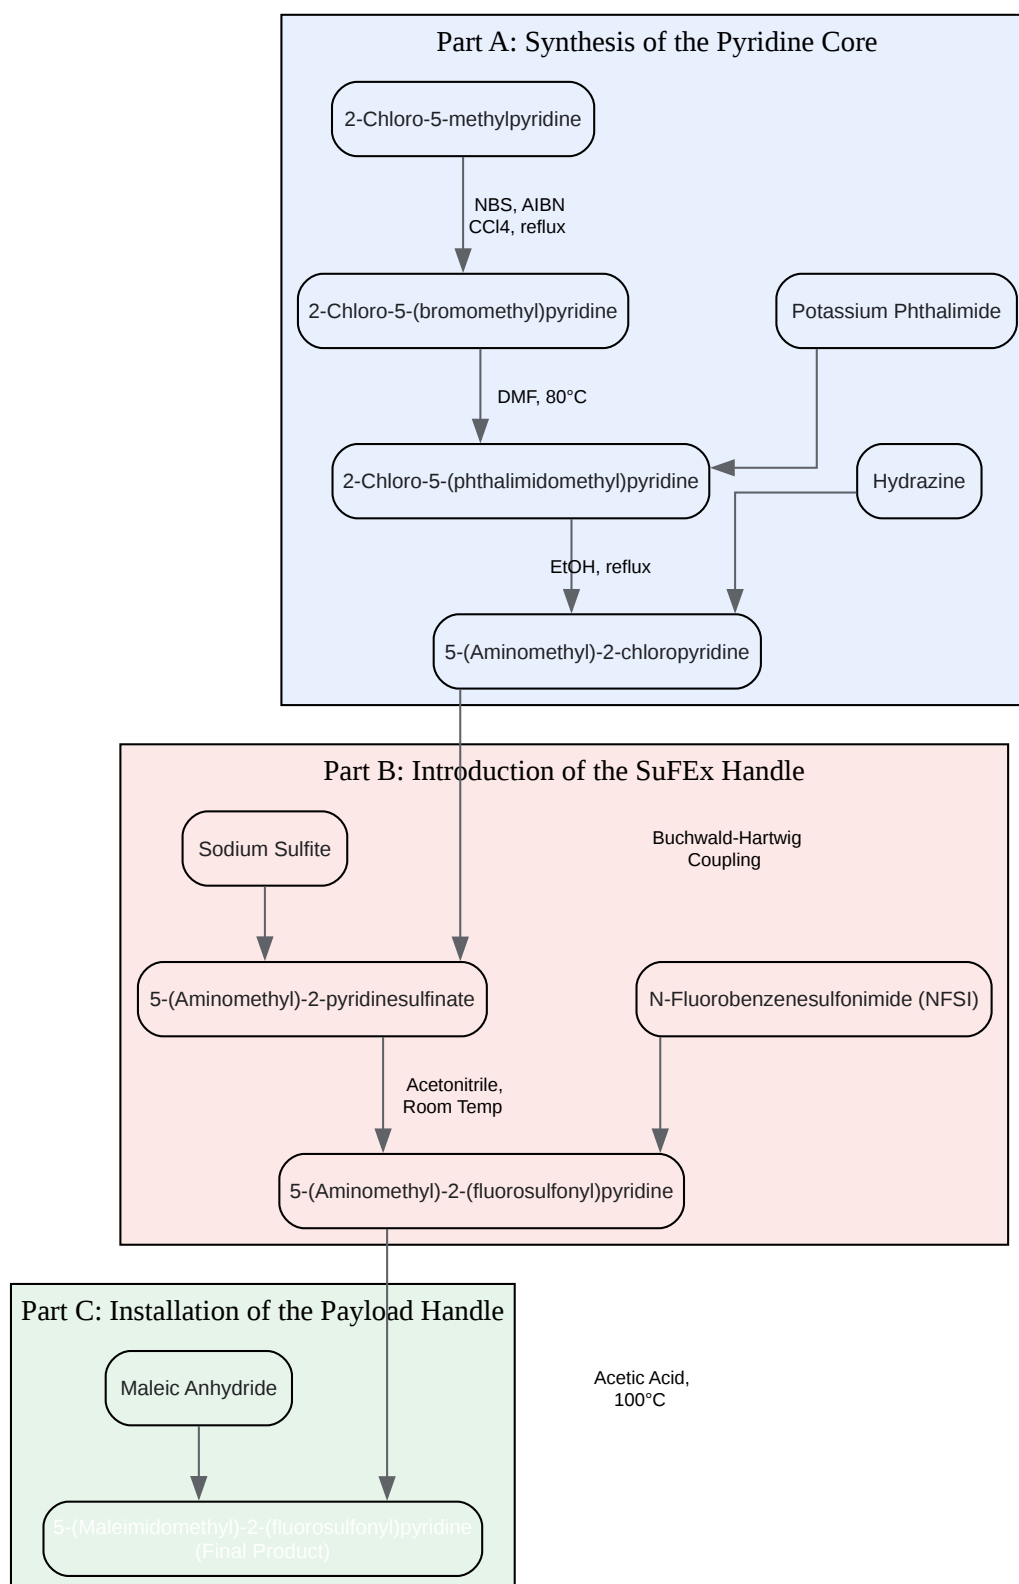 Part A: Synthesis of the Pyridine Core
2-Chloro-5-methylpyridine
NBS, AIBN
CCl4, reflux
2-Chloro-5-(bromomethyl)pyridine
Potassium Phthalimide
DMF, 80°C
2-Chloro-5-(phthalimidomethyl)pyridine
Hydrazine
EtOH, reflux
5-(Aminomethyl)-2-chloropyridine
Part B: Introduction of the SuFEx Handle
Sodium Sulfite
Buchwald-Hartwig
Coupling
5-(Aminomethyl)-2-pyridinesulfinate
N-Fluorobenzenesulfonimide (NFSI)
Acetonitrile,
Room Temp
5-(Aminomethyl)-2-(fluorosulfonyl)pyridine
Part C: Installation of the Payload Handle
Maleic Anhydride
Acetic Acid,
100°C
5-(Maleimidomethyl)-2-(fluorosulfonyl)pyridine
(Final Product)